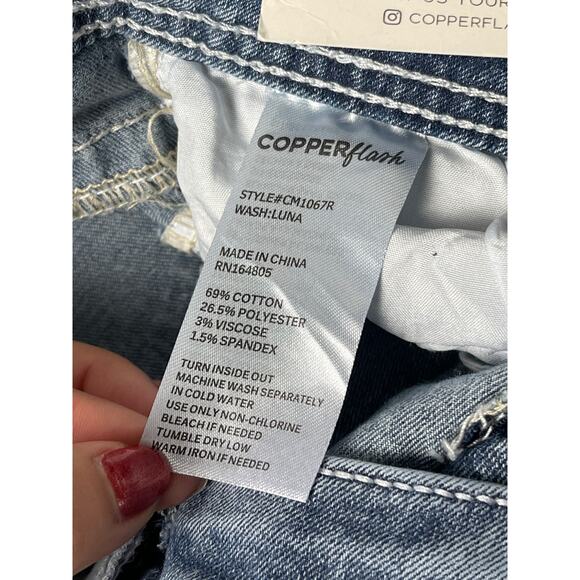 YOUR
COPPERFLA
COPPERflash
STYLE#CM1067R
WASH:LUNA
MADE IN CHINA
RN164805
69% COTTON
26.5% POLYESTER
3% VISCOSE
1.5% SPANDEX
TURN INSIDE OUT
MACHINE WASH SEPARATELY
IN COLD WATER
USE ONLY NON-CHLORINE
BLEACH IF NEEDED
TUMBLE DRY LOW
WARM IRON IF NEEDED